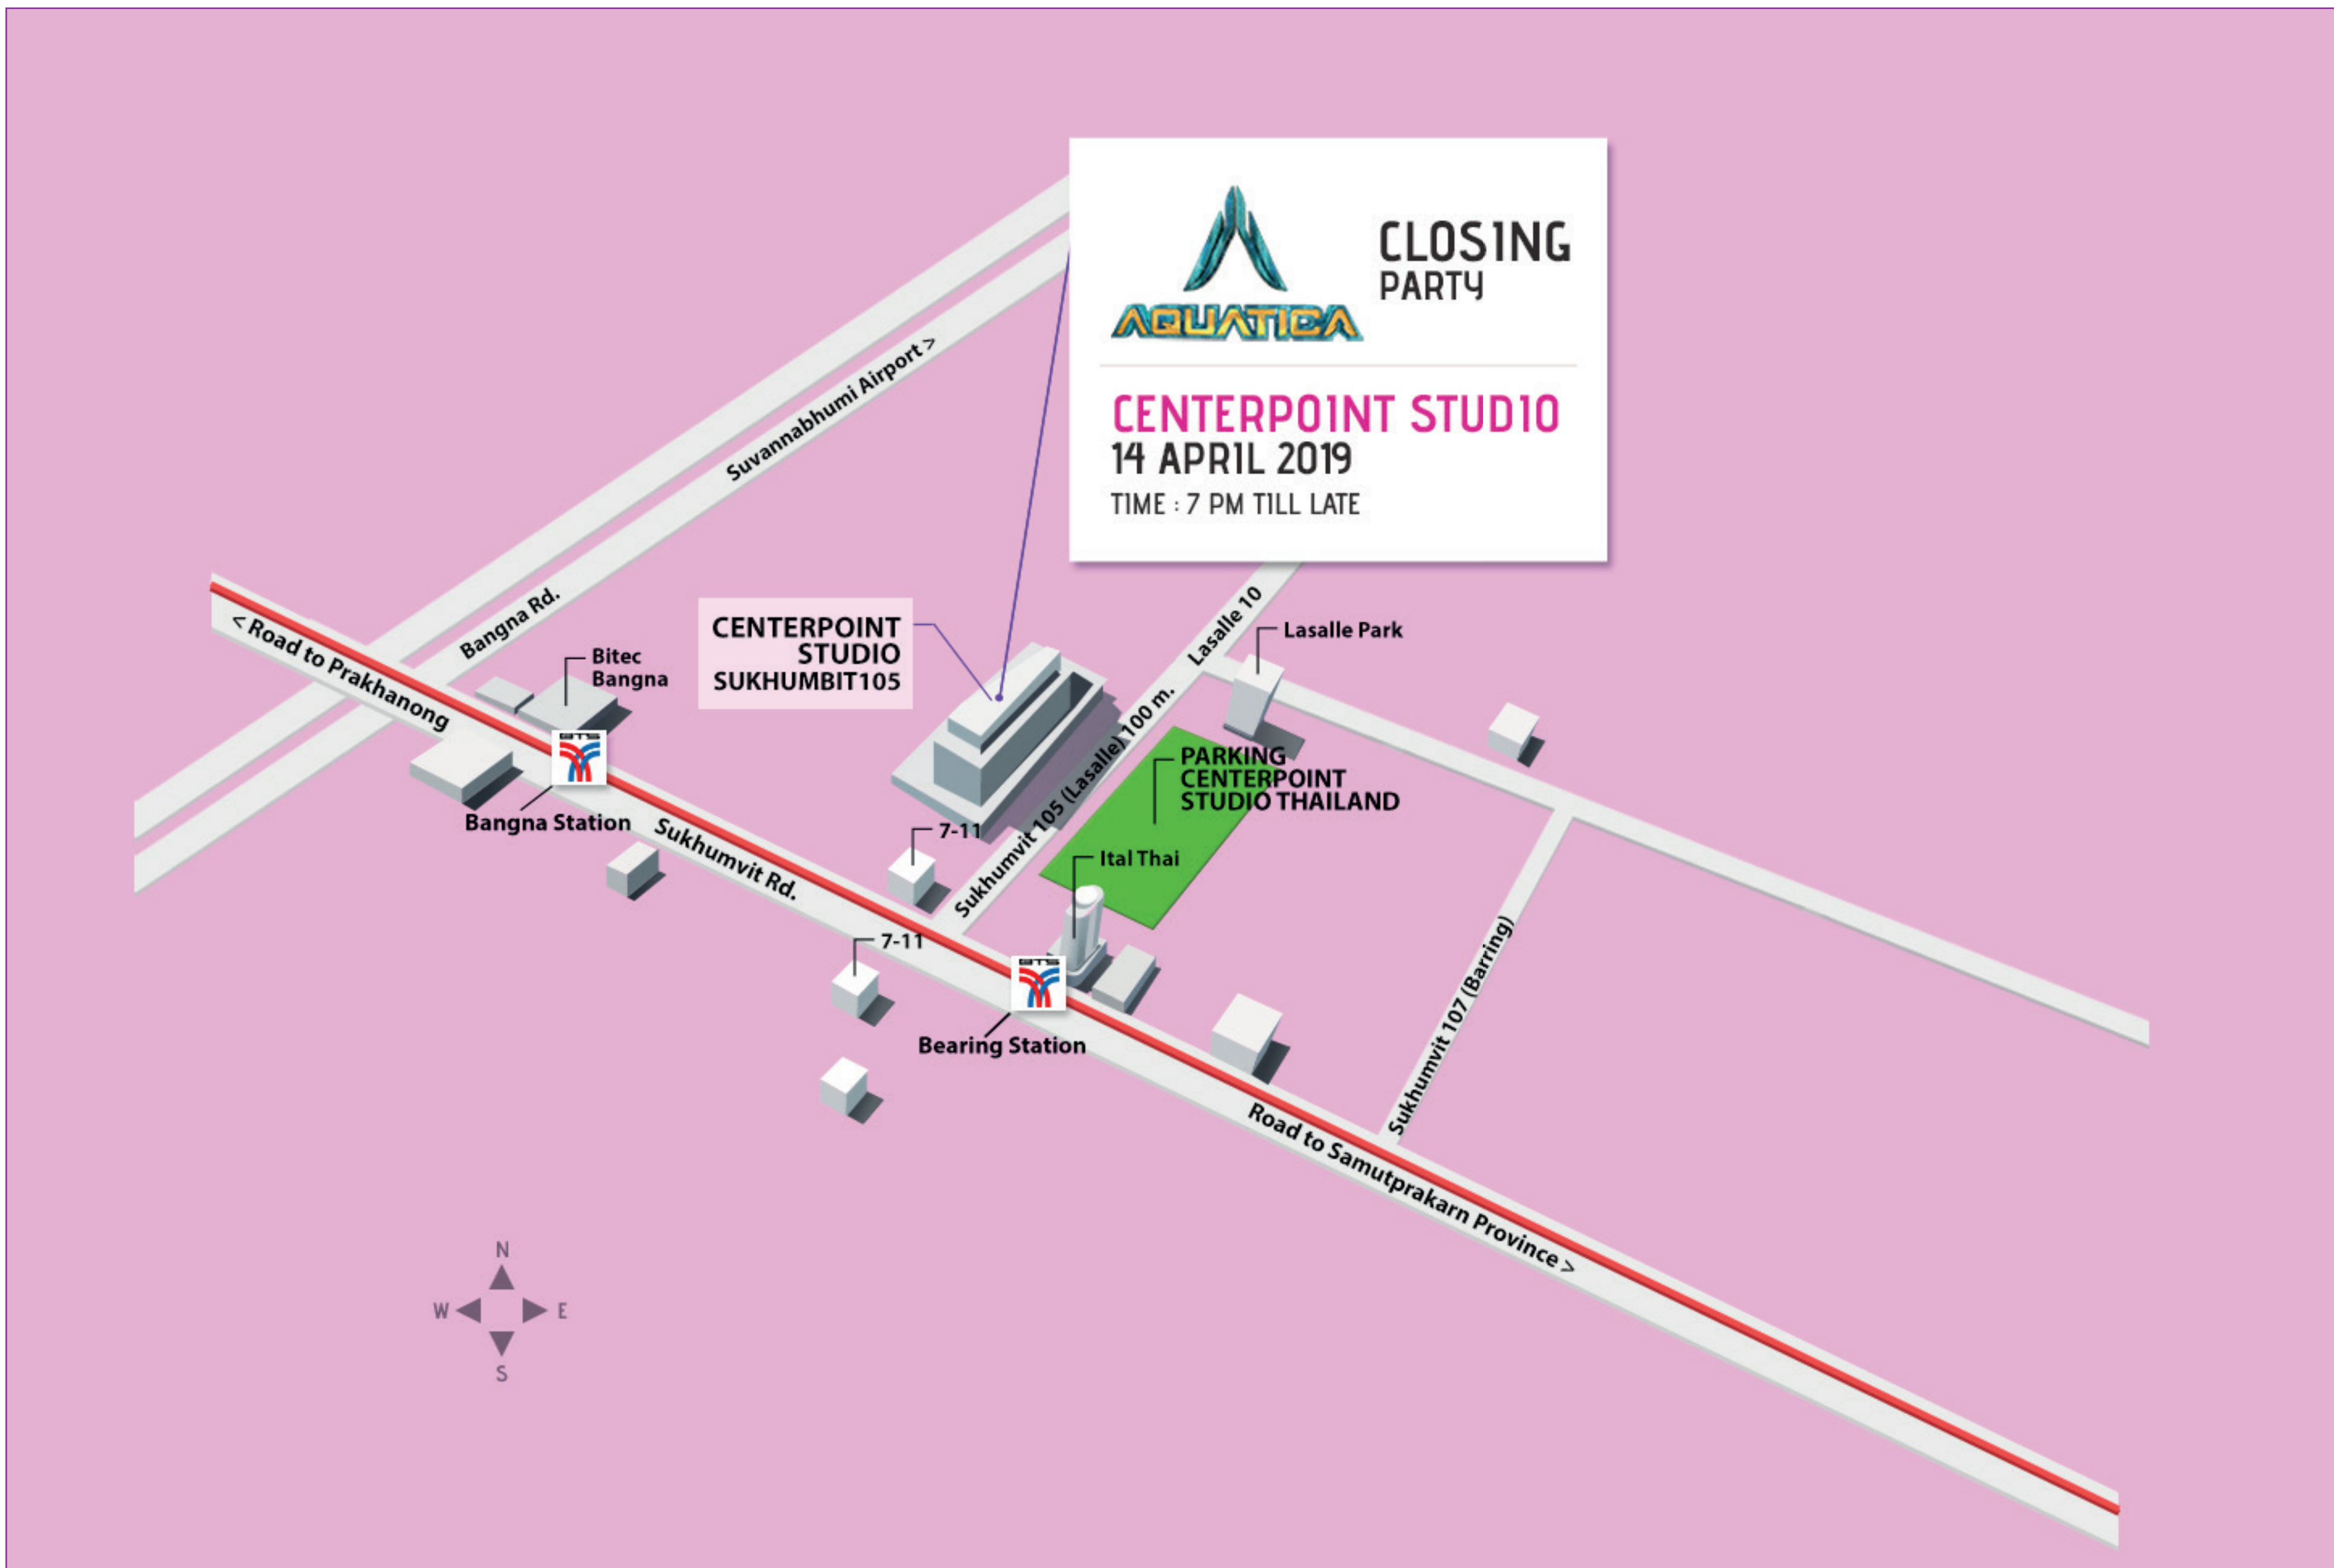 CLOSING
PARTY
AQUATICA
CENTERPOINT STUDIO
14 APRIL 2019
TIME : 7 PM TILL LATE
Suvannabhumi Airport >
Bangna Rd.
< Road to Prakhanong
Bitec
Bangna
CENTERPOINT
STUDIO
SUKHUMBIT105
Lasalle 10
Lasalle Park
Sukhumvit 105 (Lasalle) 100 m.
PARKING
CENTERPOINT
STUDIO THAILAND
BTS
Bangna Station
Sukhumvit Rd.
7-11
Ital Thai
7-11
BTS
Bearing Station
Sukhumvit 107 (Barring)
Road to Samutprakarn Province >
N
W
E
S